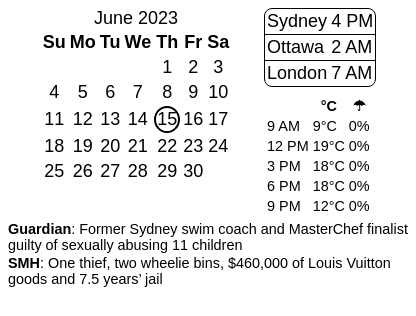 June 2023
Su Mo Tu We Th Fr Sa
1 2 3
4 5 6 7 8 9 10
11 12 13 14 15 16 17
18 19 20 21 22 23 24
25 26 27 28 29 30
Sydney 4 PM
Ottawa 2 AM
London 7 AM
°C ☂
9 AM 9°C 0%
12 PM 19°C 0%
3 PM 18°C 0%
6 PM 18°C 0%
9 PM 12°C 0%
Guardian: Former Sydney swim coach and MasterChef finalist
guilty of sexually abusing 11 children
SMH: One thief, two wheelie bins, $460,000 of Louis Vuitton
goods and 7.5 years’ jail